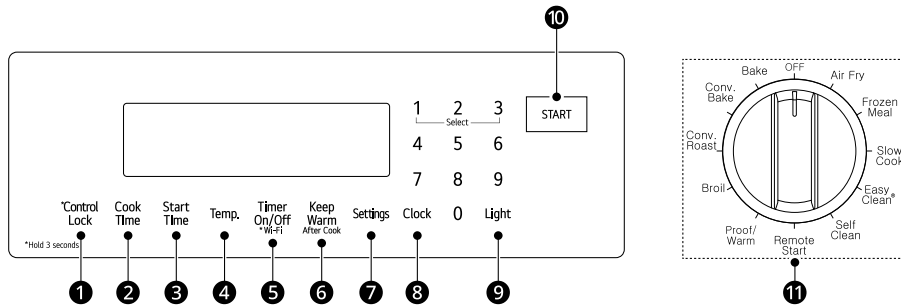 10
1 2 3
Select
START
4 5 6
7 8 9
0
*Control
Lock
Cook
Time
Start
Time
Temp.
Timer
On/Off
*Wi-Fi
Keep
Warm
After Cook
Settings
Clock
Light
*Hold 3 seconds
1 2 3 4 5 6 7 8 9
OFF
Air Fry
Frozen
Meal
Slow
Cook
Easy
Clean®
Self
Clean
Remote
Start
Proof/
Warm
Broil
Conv.
Roast
Conv.
Bake
Bake
11